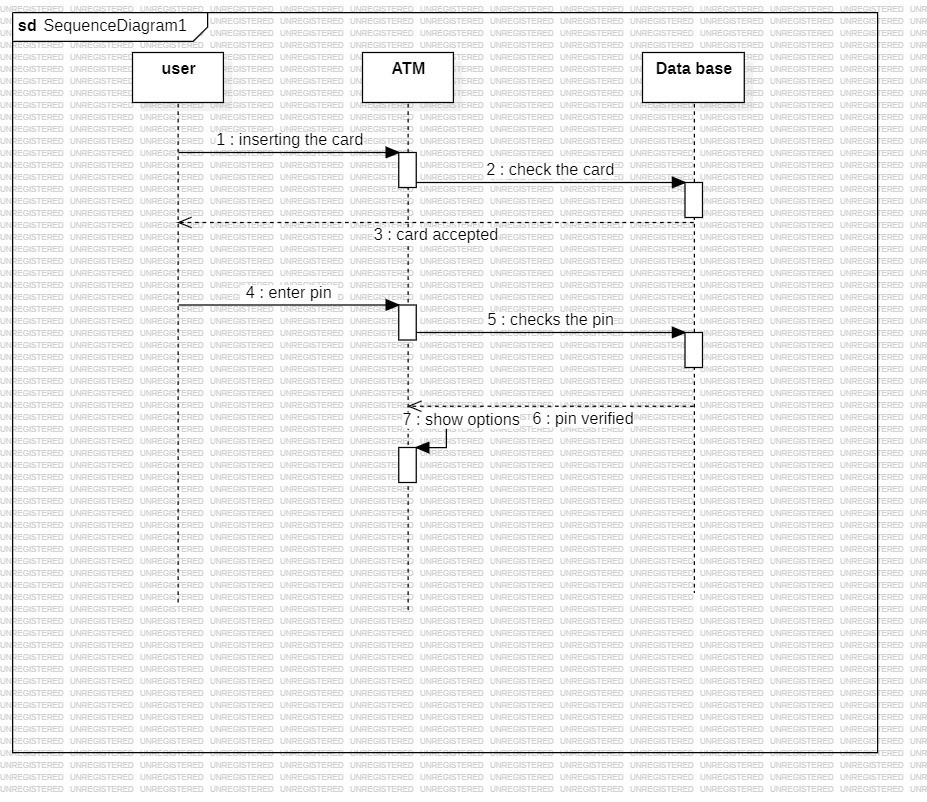 sd SequenceDiagram1
user ATM Data base
1 : inserting the card
2 : check the card
3 : card accepted
4 : enter pin
5 : checks the pin
7 : show options 6 : pin verified
UNREGISTERED